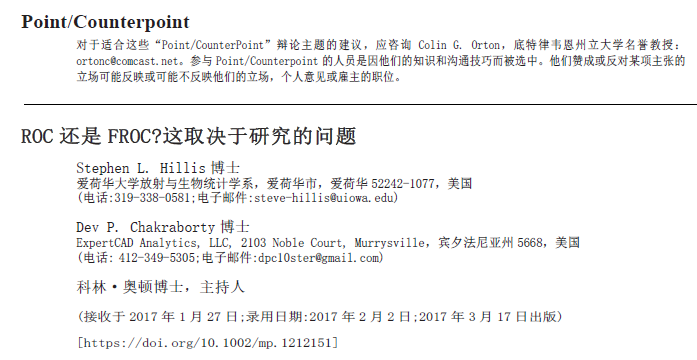 Point/Counterpoint
对于适合这些“Point/CounterPoint”辩论主题的建议，应咨询 Colin G. Orton，底特律韦恩州立大学名誉教授：
ortonc@comcast.net。参与 Point/Counterpoint 的人员是因他们的知识和沟通技巧而被选中。他们赞成或反对某项主张的
立场可能反映或可能不反映他们的立场，个人意见或雇主的职位。
ROC 还是 FROC?这取决于研究的问题
Stephen L. Hillis 博士
爱荷华大学放射与生物统计学系，爱荷华市，爱荷华 52242-1077，美国
(电话:319-338-0581;电子邮件:steve-hillis@uiowa.edu)
Dev P. Chakraborty 博士
ExpertCAD Analytics, LLC, 2103 Noble Court, Murrysville，宾夕法尼亚州 5668，美国
(电话: 412-349-5305;电子邮件:dpc10ster@gmail.com)
科林·奥顿博士，主持人
(接收于 2017 年 1 月 27 日;录用日期:2017 年 2 月 2 日;2017 年 3 月 17 日出版)
[https://doi.org/10.1002/mp.1212151]